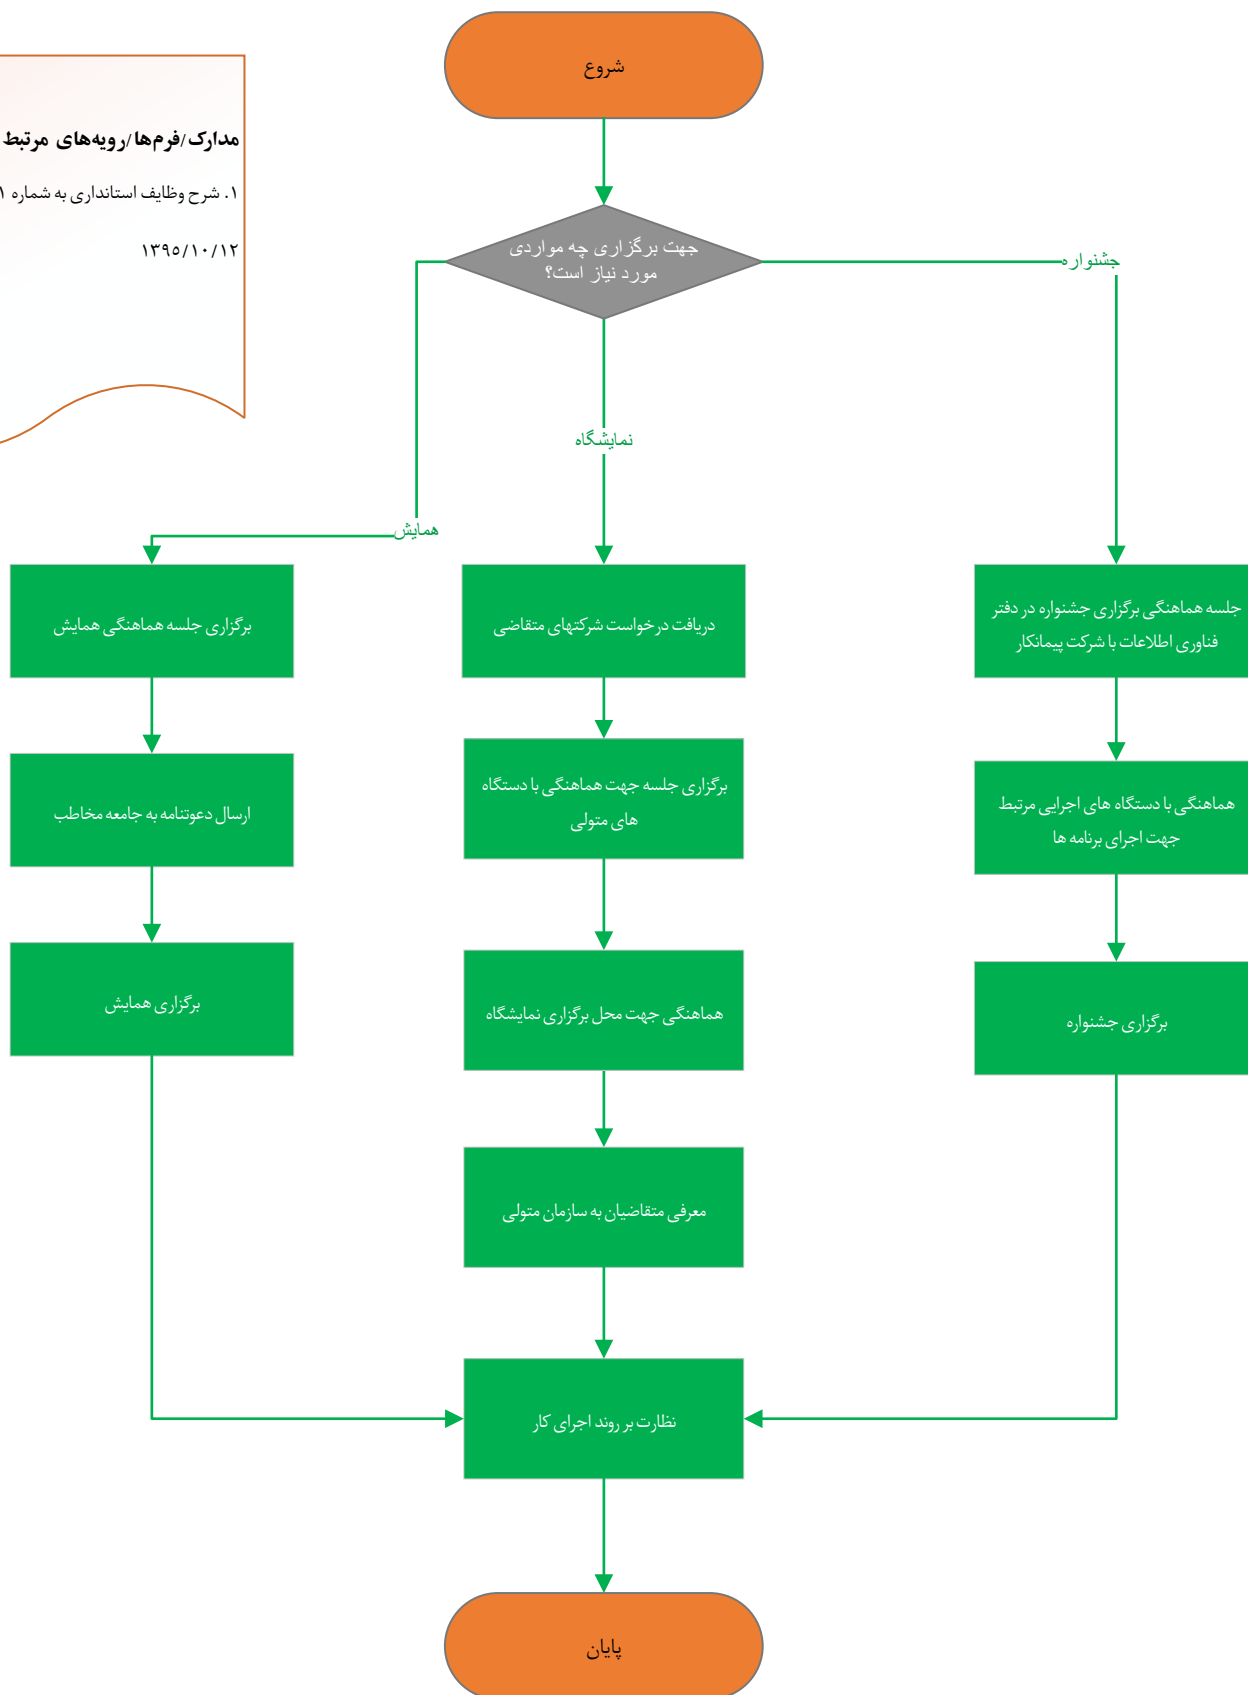 شروع
مدارک/فرم‌ها/رویه‌های مرتبط
۱. شرح وظایف استانداری به شماره ۱
۱۳۹۵/۱۰/۱۲
جهت برگزاری چه مواردی
مورد نیاز است؟
جشنواره
نمایشگاه
همایش
جلسه هماهنگی برگزاری جشنواره در دفتر
فناوری اطلاعات با شرکت پیمانکار
هماهنگی با دستگاه های اجرایی مرتبط
جهت اجرای برنامه ها
برگزاری جشنواره
دریافت درخواست شرکتهای متقاضی
برگزاری جلسه جهت هماهنگی با دستگاه
های متولی
هماهنگی جهت محل برگزاری نمایشگاه
معرفی متقاضیان به سازمان متولی
برگزاری جلسه هماهنگی همایش
ارسال دعوتنامه به جامعه مخاطب
برگزاری همایش
نظارت بر روند اجرای کار
پایان